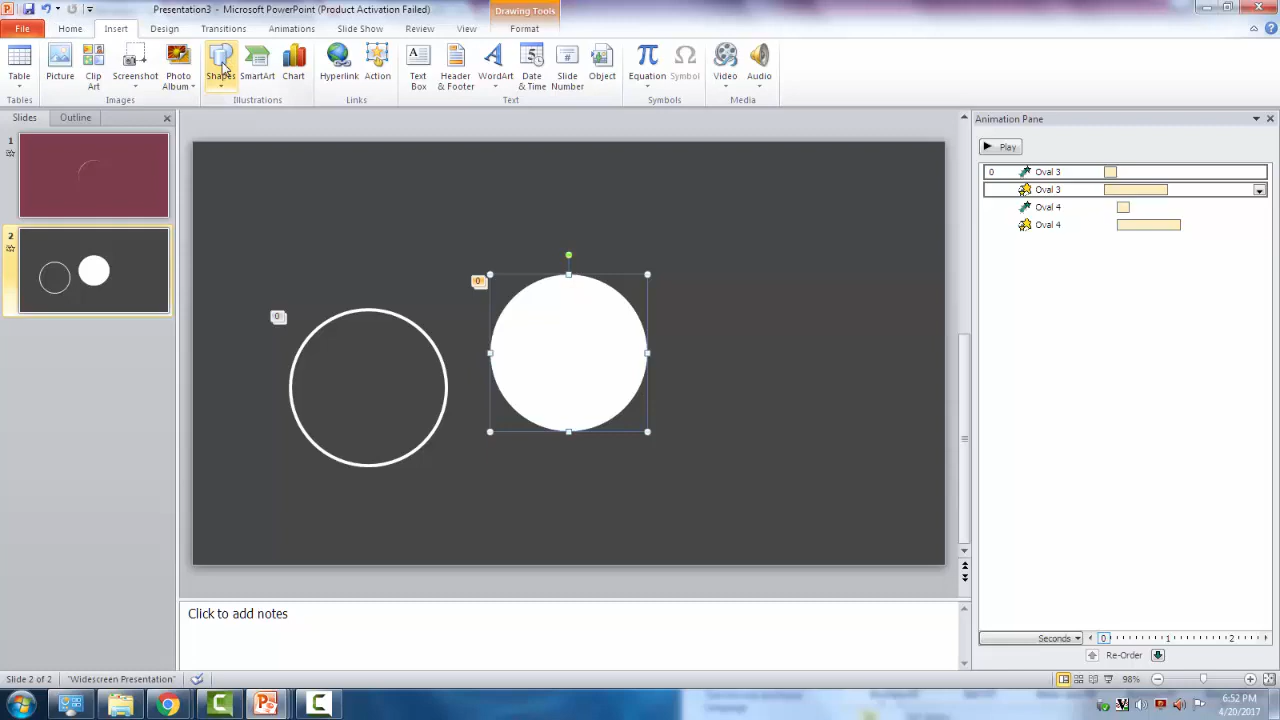 Presentation3 - Microsoft PowerPoint (Product Activation Failed)
Drawing Tools
File Home Insert Design Transitions Animations Slide Show Review View Format
Table Picture Clip Art Screenshot Photo Album Shapes SmartArt Chart Hyperlink Action Text Box Header & Footer WordArt Date & Time Slide Number Object Equation Symbol Video Audio
Tables Images Illustrations Links Text Symbols Media
Slides Outline
Animation Pane
1
Play
0 Oval 3
Oval 3
Oval 4
Oval 4
2
0
0
Click to add notes
Seconds 0 1 2
Re-Order
Slide 2 of 2 "Widescreen Presentation" 98%
6:52 PM
4/20/2017